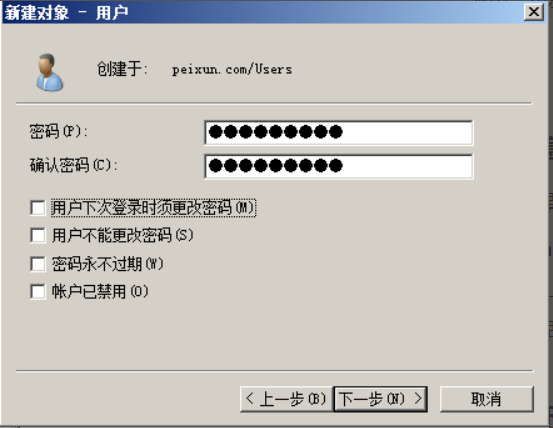 新建对象 - 用户
创建于: peixun.com/Users
密码(P):
确认密码(C):
用户下次登录时须更改密码(M)
用户不能更改密码(S)
密码永不过期(W)
帐户已禁用(O)
< 上一步(B) 下一步(N) > 取消